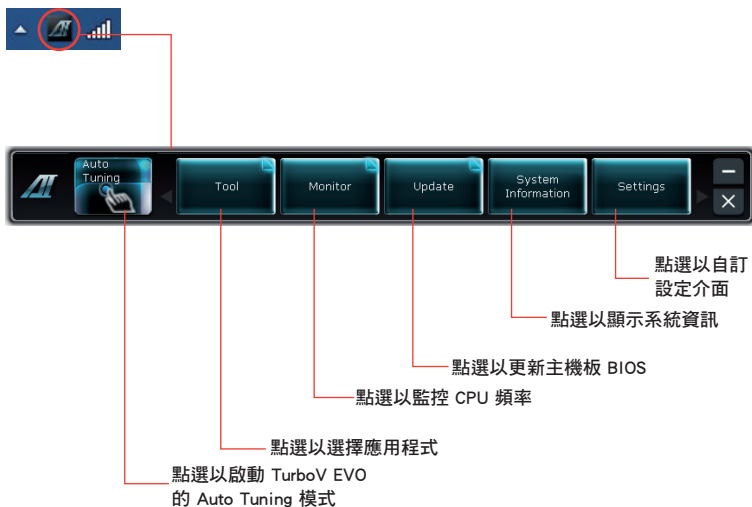 Auto
Tuning
Tool
Monitor
Update
System
Information
Settings
點選以自訂
設定介面
點選以顯示系統資訊
點選以更新主機板 BIOS
點選以監控 CPU 頻率
點選以選擇應用程式
點選以啟動 TurboV EVO
的 Auto Tuning 模式